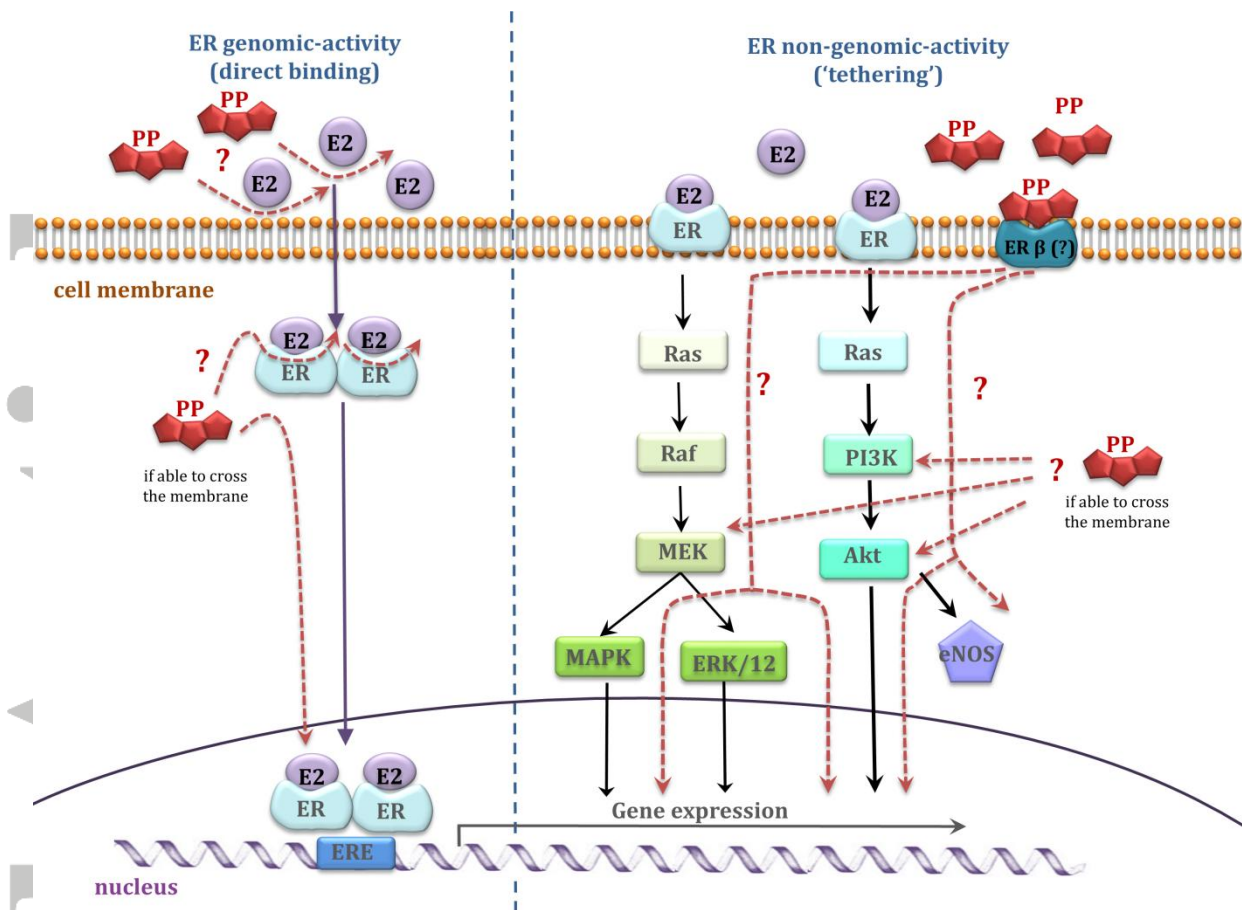 ER genomic-activity
(direct binding)
PP
PP
?
E2
E2
E2
cell membrane
E2
E2
ER
ER
?
PP
if able to cross
the membrane
E2
E2
ER
ER
ERE
nucleus
ER non-genomic-activity
('tethering')
PP
PP
PP
E2
E2
E2
ER
ER
ER β (?)
Ras
Ras
?
?
Raf
PI3K
PP
?
if able to cross
the membrane
MEK
Akt
MAPK
ERK/12
eNOS
Gene expression